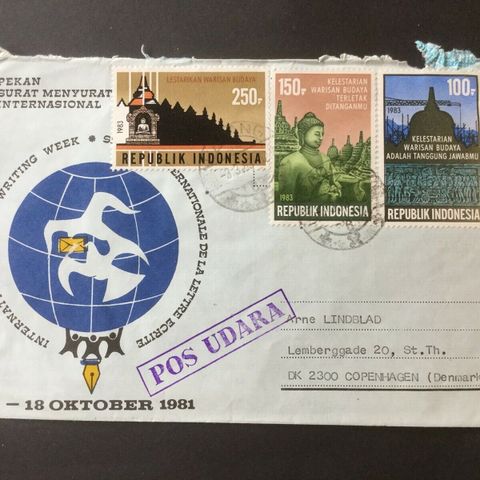 PEKAN
SURAT MENYURAT
INTERNASIONAL
WRITING WEEK * S
INTERNATIONALE DE LA LETTRE ECRITE
- 18 OKTOBER 1981
LESTARIKAN WARISAN BUDAYA
250r
1983
REPUBLIK INDONESIA
150r
KELESTARIAN
WARISAN BUDAYA
TERLETAK
DITANGANMU
1983
REPUBLIK INDONESIA
100r
1983
KELESTARIAN
WARISAN BUDAYA
ADALAH TANGGUNG JAWABMU
REPUBLIK INDONESIA
POS UDARA
Arne LINDBLAD
Lemberggade 20, St.Th.
DK 2300 COPENHAGEN (Denmark